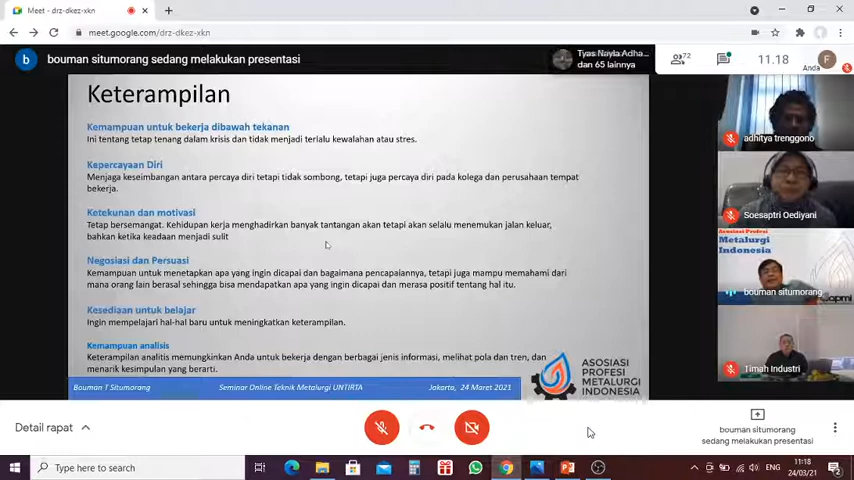 Meet - drz-dkez-xkn
meet.google.com/drz-dkez-xkn
b
bouman situmorang sedang melakukan presentasi
Tyas Nayla Adha...
dan 65 lainnya
72
11.18
Anda
F
Keterampilan
Kemampuan untuk bekerja dibawah tekanan
Ini tentang tetap tenang dalam krisis dan tidak menjadi terlalu kewalahan atau stres.
Kepercayaan Diri
Menjaga keseimbangan antara percaya diri tetapi tidak sombong, tetapi juga percaya diri pada kolega dan perusahaan tempat
bekerja.
Ketekunan dan motivasi
Tetap bersemangat. Kehidupan kerja menghadirkan banyak tantangan akan tetapi akan selalu menemukan jalan keluar,
bahkan ketika keadaan menjadi sulit
Negosiasi dan Persuasi
Kemampuan untuk menetapkan apa yang ingin dicapai dan bagaimana pencapaiannya, tetapi juga mampu memahami dari
mana orang lain berasal sehingga bisa mendapatkan apa yang ingin dicapai dan merasa positif tentang hal itu.
Kesediaan untuk belajar
Ingin mempelajari hal-hal baru untuk meningkatkan keterampilan.
Kemampuan analisis
Keterampilan analitis memungkinkan Anda untuk bekerja dengan berbagai jenis informasi, melihat pola dan tren, dan
menarik kesimpulan yang berarti.
ASOSIASI
PROFESI
METALURGI
INDONESIA
Bouman T Situmorang
Seminar Online Teknik Metalurgi UNTIRTA
Jakarta, 24 Maret 2021
adhitya trenggono
Soesaptri Oediyani
Asosiasi Profesi
Metalurgi
Indonesia
apmi
bouman situmorang
Timah Industri
Detail rapat
bouman situmorang
sedang melakukan presentasi
Type here to search
ENG
11:18
24/03/21
2